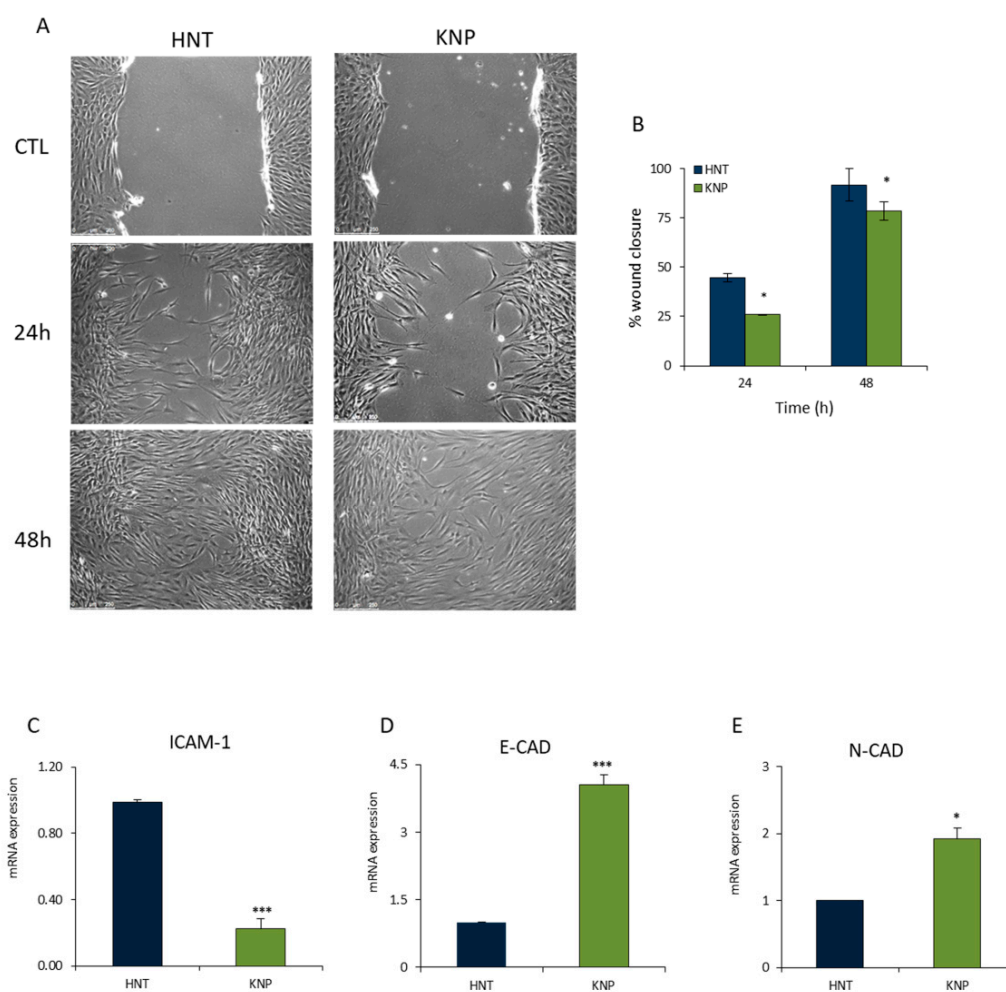 A
HNT
KNP
CTL
24h
48h
B
HNT
KNP
100
75
50
25
0
*
*
24
48
% wound closure
Time (h)
C
ICAM-1
1.20
0.80
0.40
0.00
mRNA expression
***
HNT
KNP
D
E-CAD
4.5
3
1.5
0
mRNA expression
***
HNT
KNP
E
N-CAD
3
2
1
0
mRNA expression
*
HNT
KNP